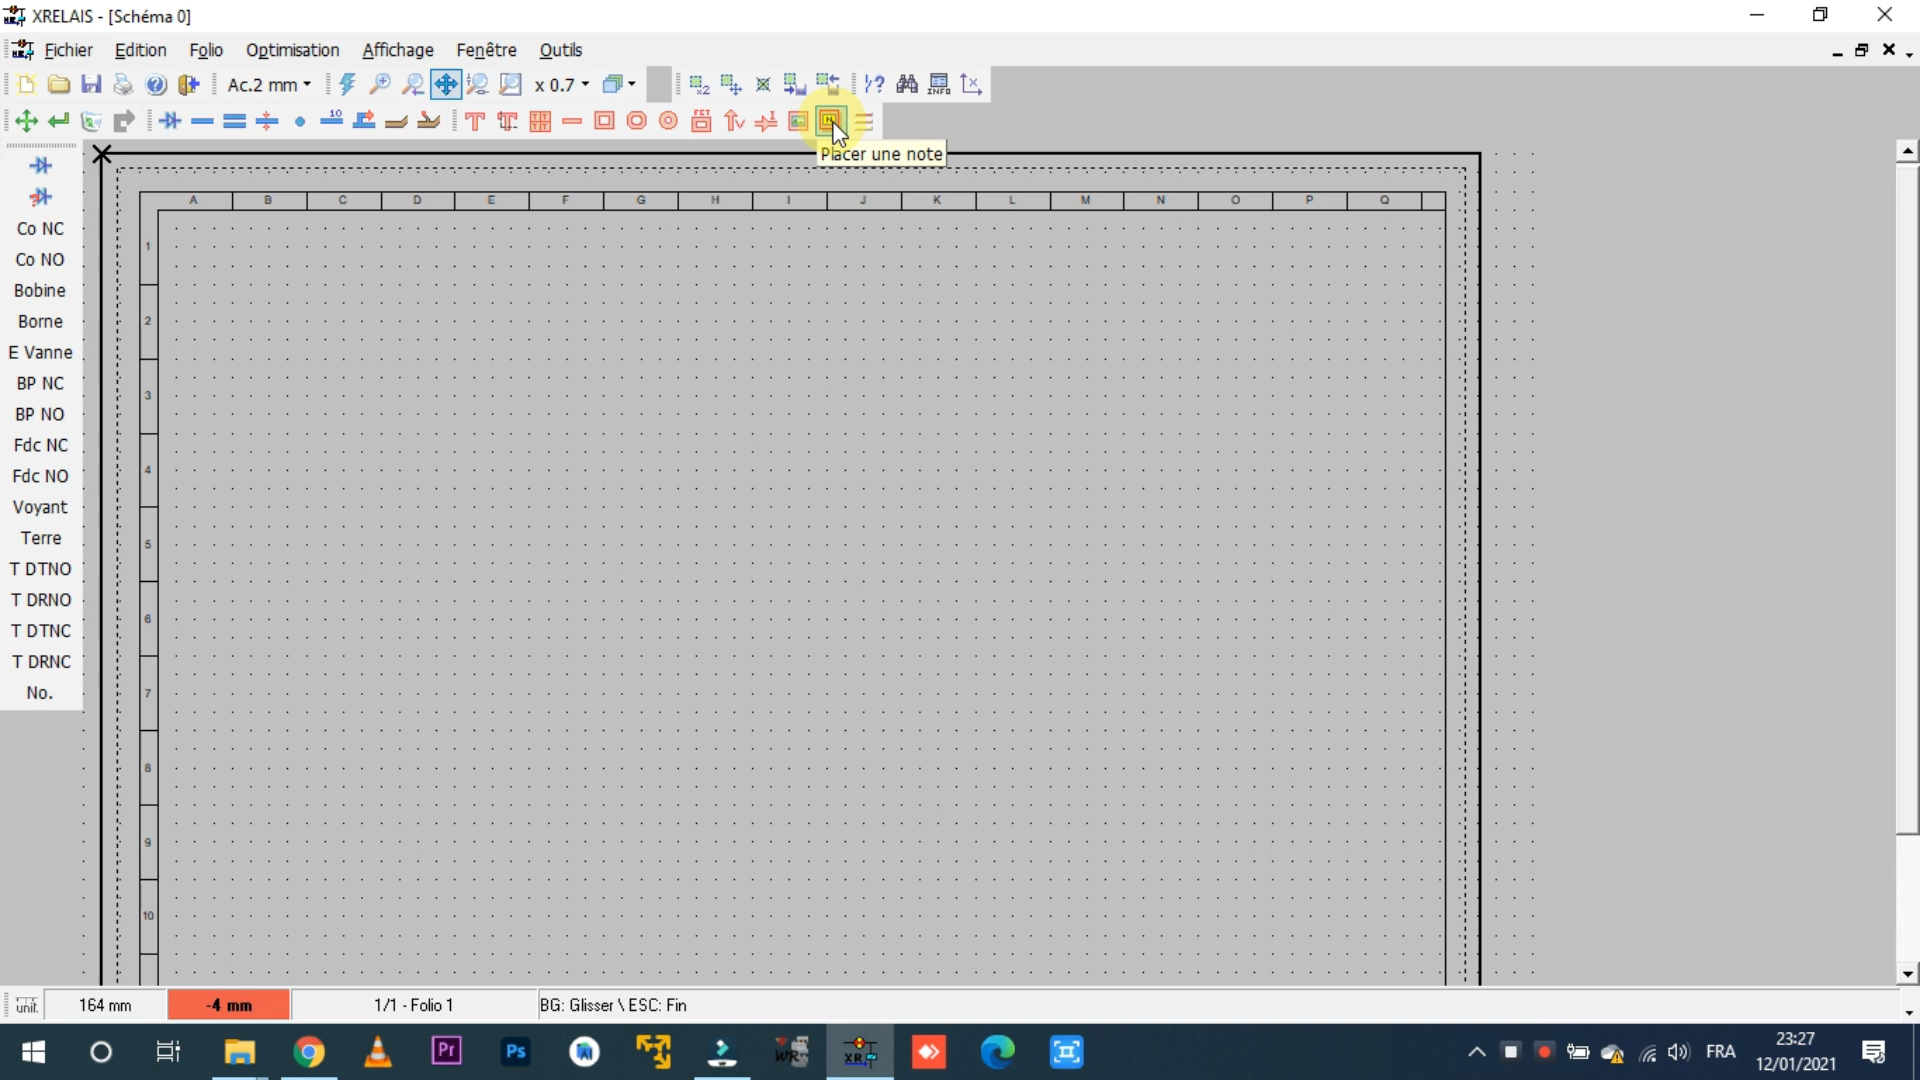 XRELAIS - [Schéma 0]
Fichier Edition Folio Optimisation Affichage Fenêtre Outils
Ac.2 mm x 0.7
Placer une note
A B C D E F G H I J K L M N O P Q
Co NC
Co NO
Bobine
Borne
E Vanne
BP NC
BP NO
Fdc NC
Fdc NO
Voyant
Terre
T DTNO
T DRNO
T DTNC
T DRNC
No.
1
2
3
4
5
6
7
8
9
10
unit. 164 mm -4 mm 1/1 - Folio 1 BG: Glisser \ ESC: Fin
FRA
23:27
12/01/2021